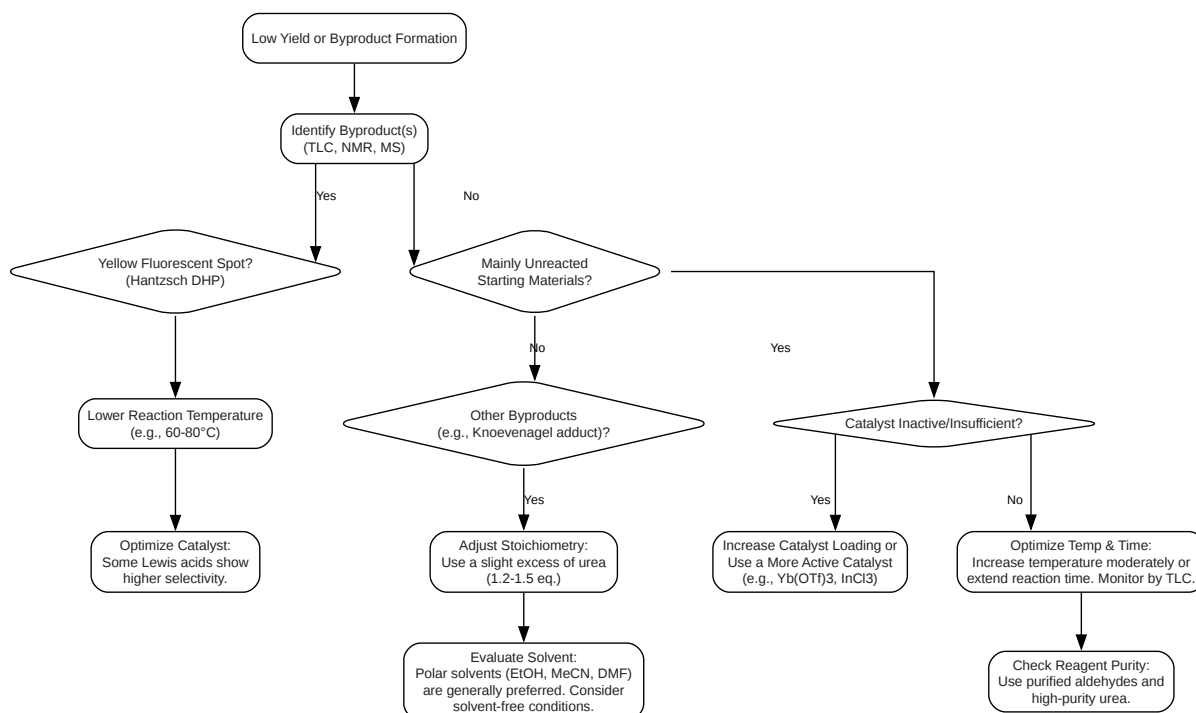 Low Yield or Byproduct Formation
Identify Byproduct(s)
(TLC, NMR, MS)
Yes
No
Yellow Fluorescent Spot?
(Hantzsch DHP)
Mainly Unreacted
Starting Materials?
No
Yes
Lower Reaction Temperature
(e.g., 60-80°C)
Other Byproducts
(e.g., Knoevenagel adduct)?
Catalyst Inactive/Insufficient?
Yes
Yes
No
Optimize Catalyst:
Some Lewis acids show
higher selectivity.
Adjust Stoichiometry:
Use a slight excess of urea
(1.2-1.5 eq.)
Increase Catalyst Loading or
Use a More Active Catalyst
(e.g., Yb(OTf)3, InCl3)
Optimize Temp & Time:
Increase temperature moderately or
extend reaction time. Monitor by TLC.
Evaluate Solvent:
Polar solvents (EtOH, MeCN, DMF)
are generally preferred. Consider
solvent-free conditions.
Check Reagent Purity:
Use purified aldehydes and
high-purity urea.